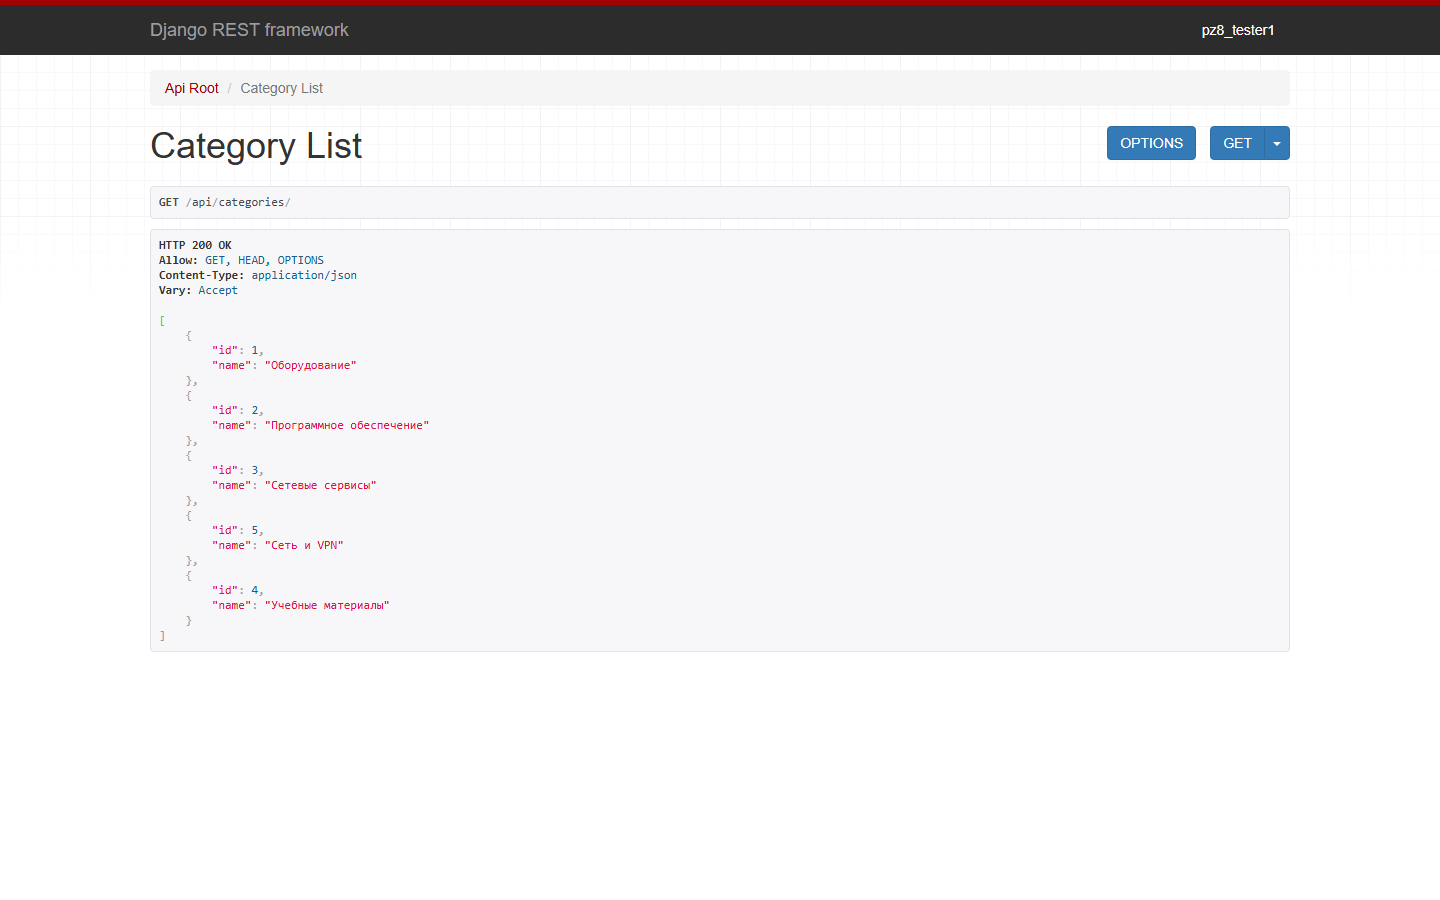 Django REST framework
pz8_tester1
Api Root / Category List
Category List
OPTIONS
GET
GET /api/categories/
HTTP 200 OK
Allow: GET, HEAD, OPTIONS
Content-Type: application/json
Vary: Accept
[
    {
        "id": 1,
        "name": "Оборудование"
    },
    {
        "id": 2,
        "name": "Программное обеспечение"
    },
    {
        "id": 3,
        "name": "Сетевые сервисы"
    },
    {
        "id": 5,
        "name": "Сеть и VPN"
    },
    {
        "id": 4,
        "name": "Учебные материалы"
    }
]